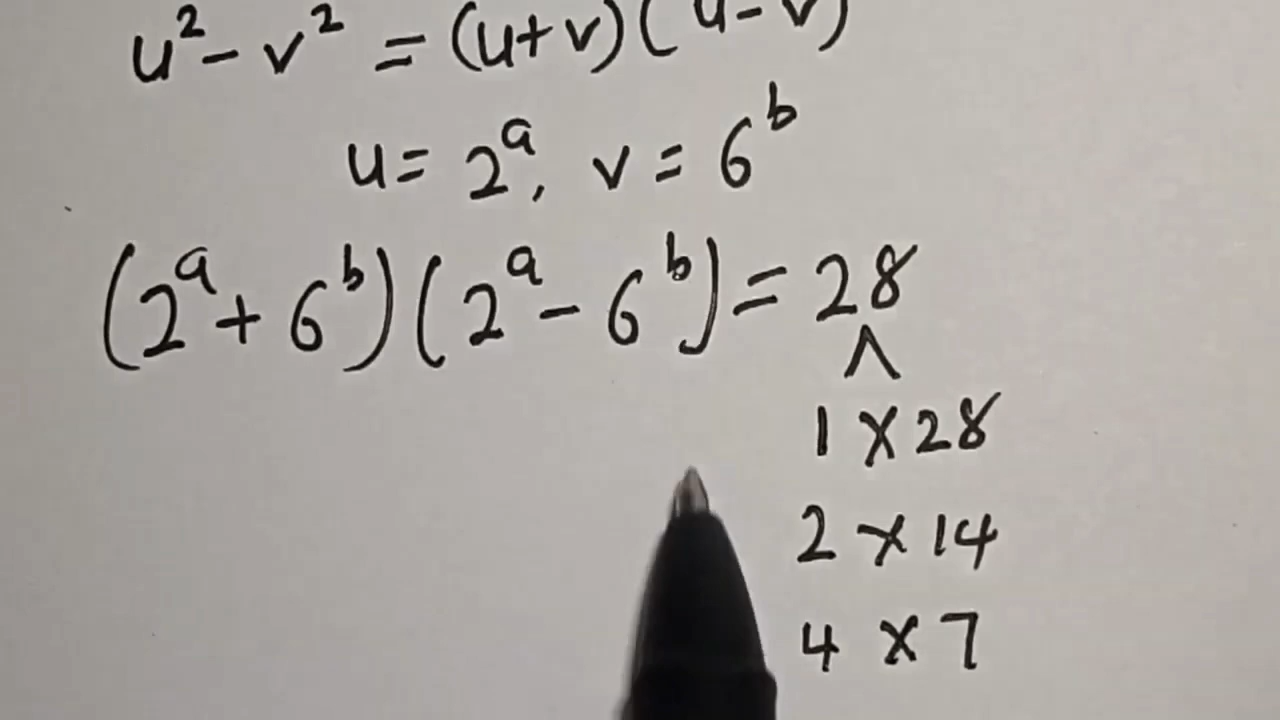 u² - v² = (u+v)(u-v)
u = 2ᵃ, v = 6ᵇ
(2ᵃ + 6ᵇ)(2ᵃ - 6ᵇ) = 28
^
1 x 28
2 x 14
4 x 7